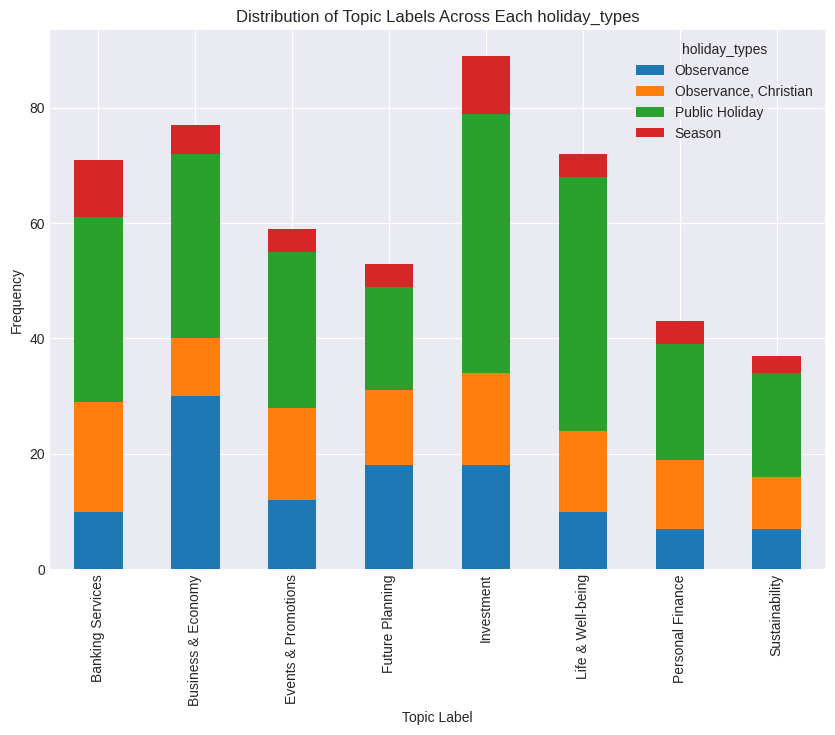 Distribution of Topic Labels Across Each holiday_types
holiday_types
Observance
Observance, Christian
Public Holiday
Season
Frequency
80
60
40
20
0
Banking Services
Business & Economy
Events & Promotions
Future Planning
Investment
Life & Well-being
Personal Finance
Sustainability
Topic Label